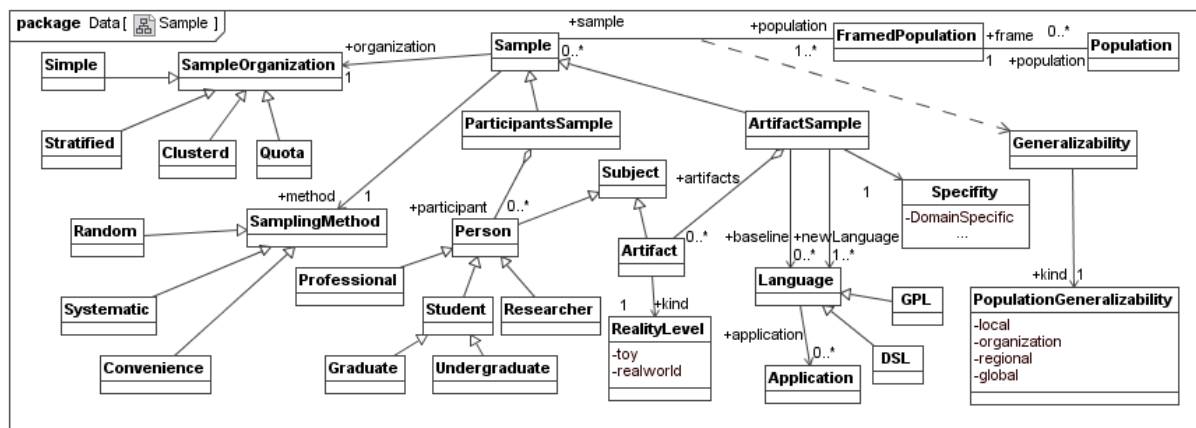 package Data [ Sample ]
+sample
+population
+frame
0..*
+organization
Sample
0..*
1..*
FramedPopulation
1
+population
Population
Simple
SampleOrganization
1
Stratified
Clusterd
Quota
ParticipantsSample
ArtifactSample
Generalizability
+method
1
Subject
+artifacts
1
Specifity
-DomainSpecific
...
Random
SamplingMethod
+participant
0..*
Person
Artifact
0..*
+baseline
+newLanguage
0..*
1..*
Professional
Language
+kind
1
Systematic
Student
Researcher
1
+kind
GPL
PopulationGeneralizability
-local
-organization
-regional
-global
RealityLevel
-toy
-realworld
+application
0..*
DSL
Convenience
Graduate
Undergraduate
Application